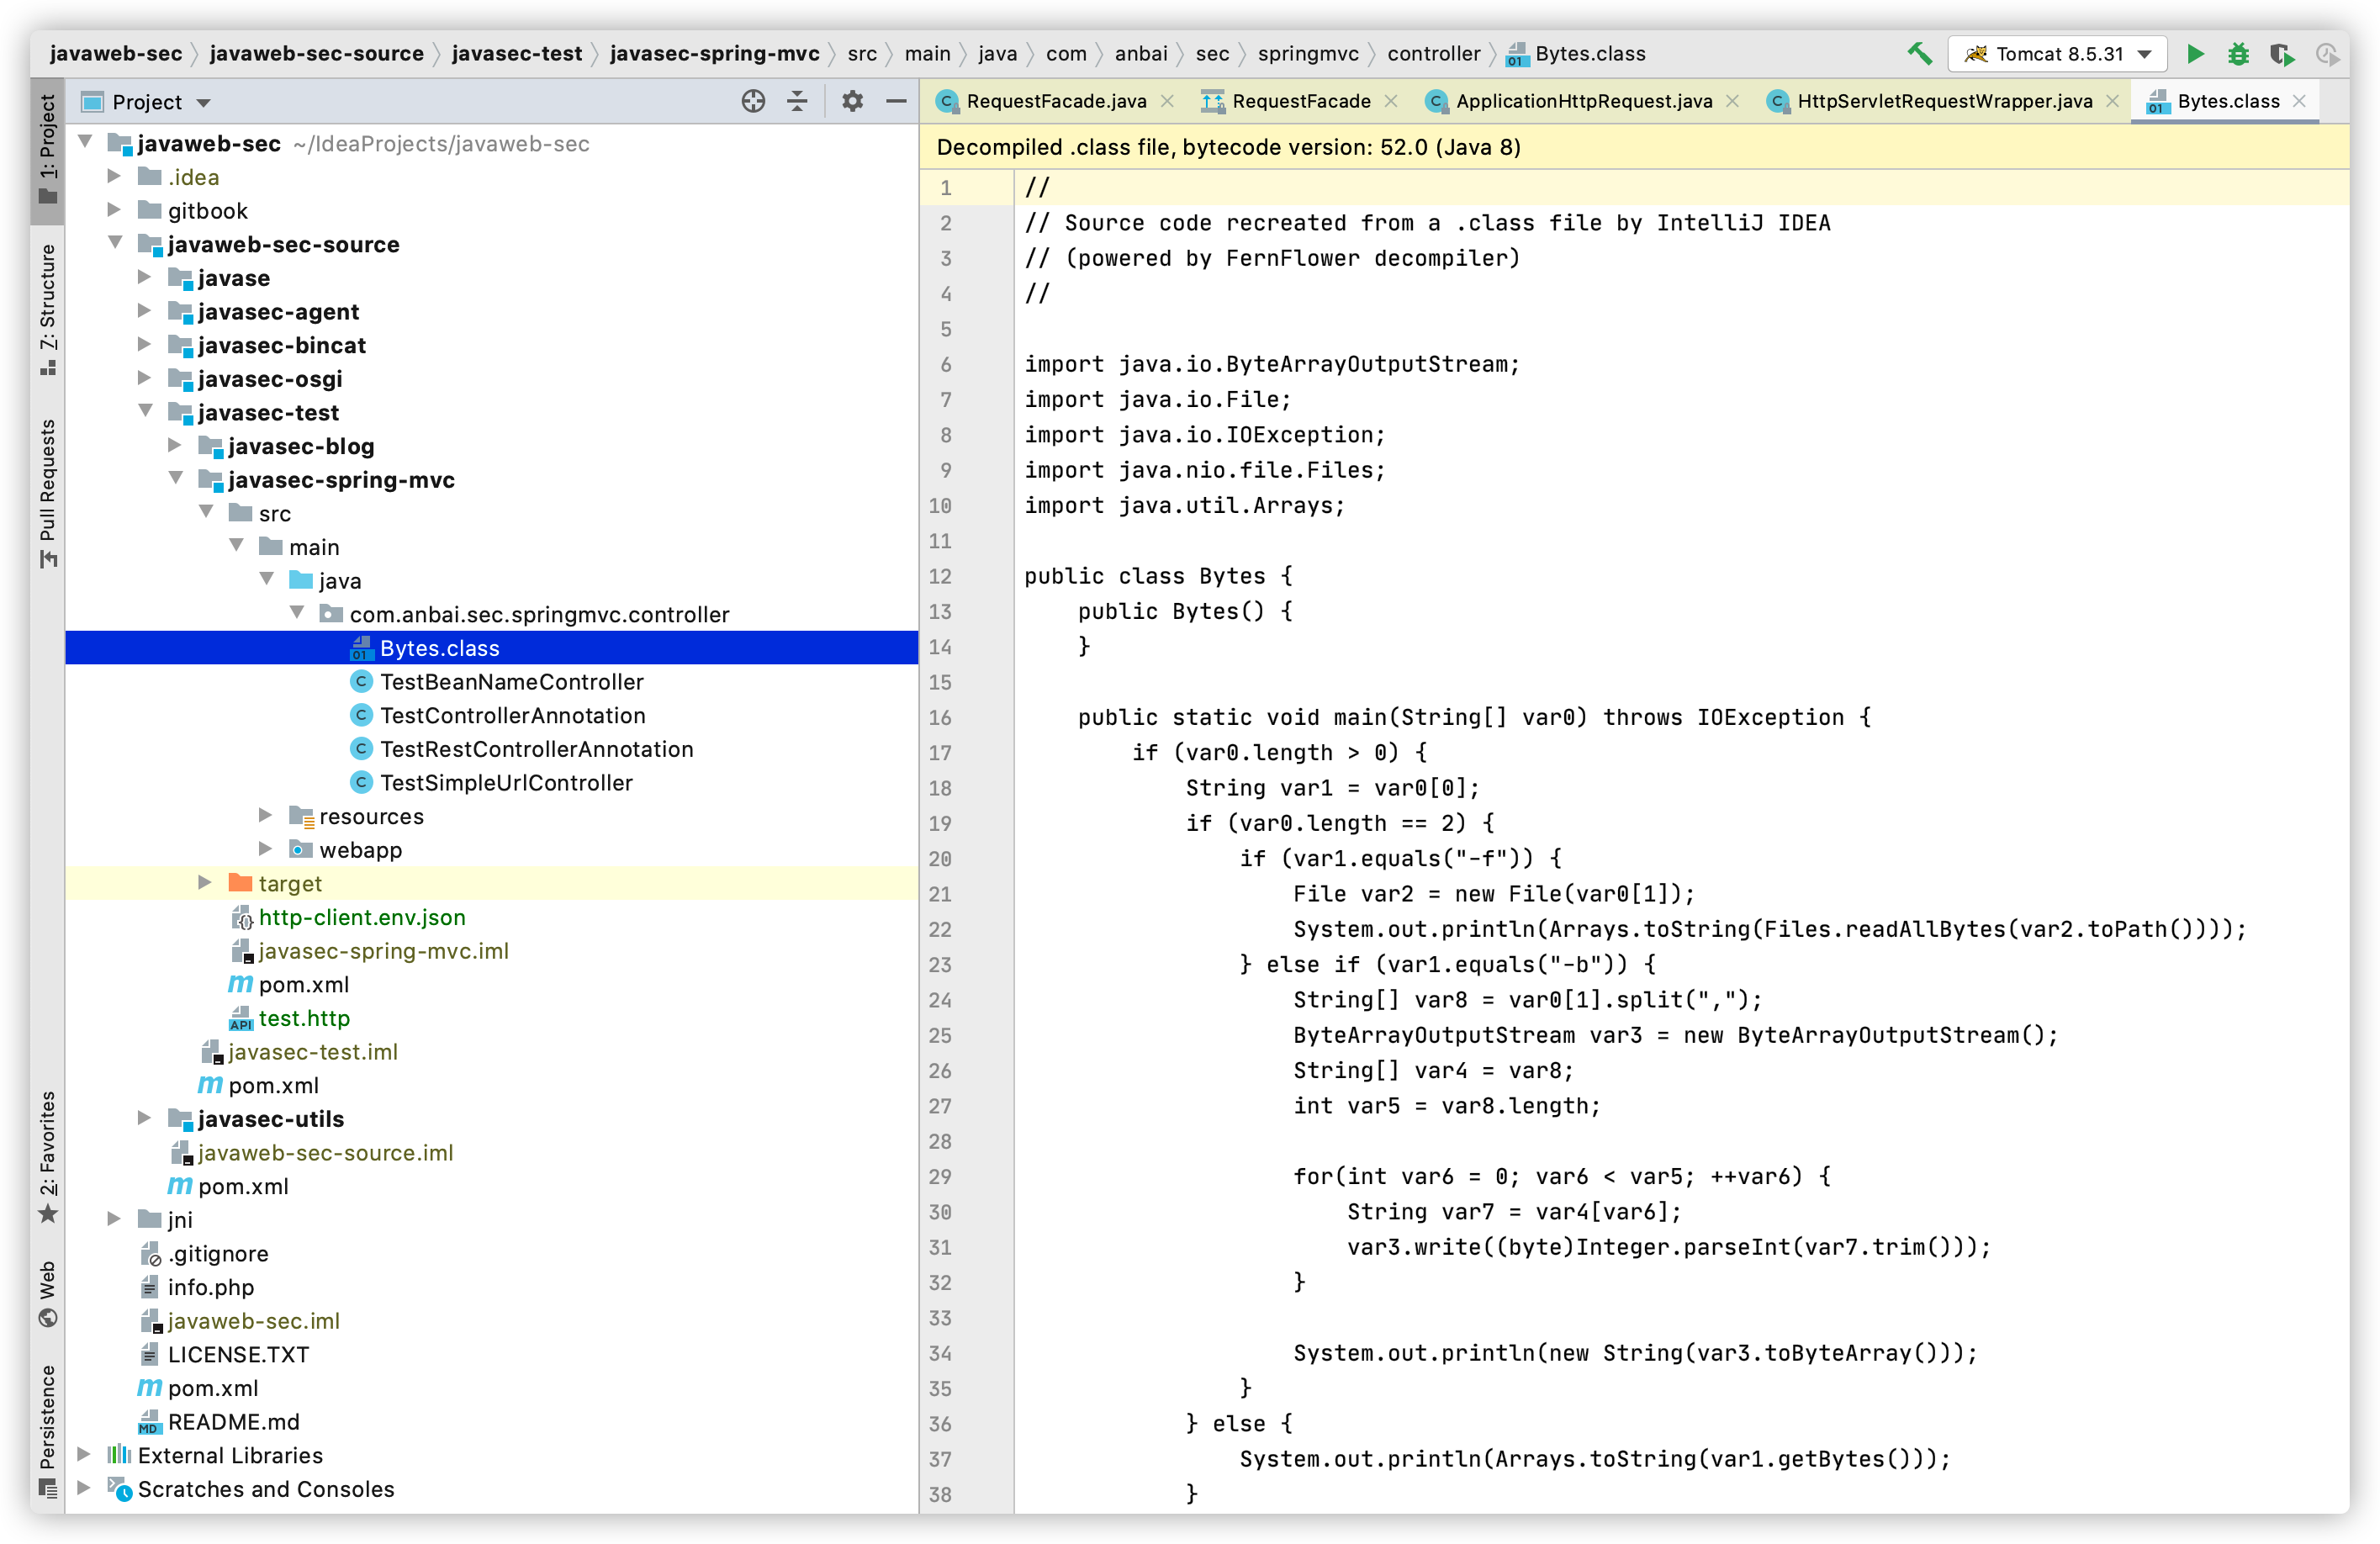 javaweb-sec javaweb-sec-source javasec-test javasec-spring-mvc src main java com anbai sec springmvc controller Bytes.class Tomcat 8.5.31
1: Project
7: Structure
Pull Requests
2: Favorites
Web
Persistence
Project
javaweb-sec ~/IdeaProjects/javaweb-sec
.idea
gitbook
javaweb-sec-source
javase
javasec-agent
javasec-bincat
javasec-osgi
javasec-test
javasec-blog
javasec-spring-mvc
src
main
java
com.anbai.sec.springmvc.controller
Bytes.class
TestBeanNameController
TestControllerAnnotation
TestRestControllerAnnotation
TestSimpleUrlController
resources
webapp
target
http-client.env.json
javasec-spring-mvc.iml
pom.xml
test.http
javasec-test.iml
pom.xml
javasec-utils
javaweb-sec-source.iml
pom.xml
jni
.gitignore
info.php
javaweb-sec.iml
LICENSE.TXT
pom.xml
README.md
External Libraries
Scratches and Consoles
RequestFacade.java RequestFacade ApplicationHttpRequest.java HttpServletRequestWrapper.java Bytes.class
Decompiled .class file, bytecode version: 52.0 (Java 8)
1 //
2 // Source code recreated from a .class file by IntelliJ IDEA
3 // (powered by FernFlower decompiler)
4 //
5
6 import java.io.ByteArrayOutputStream;
7 import java.io.File;
8 import java.io.IOException;
9 import java.nio.file.Files;
10 import java.util.Arrays;
11
12 public class Bytes {
13 public Bytes() {
14 }
15
16 public static void main(String[] var0) throws IOException {
17 if (var0.length > 0) {
18 String var1 = var0[0];
19 if (var0.length == 2) {
20 if (var1.equals("-f")) {
21 File var2 = new File(var0[1]);
22 System.out.println(Arrays.toString(Files.readAllBytes(var2.toPath())));
23 } else if (var1.equals("-b")) {
24 String[] var8 = var0[1].split(",");
25 ByteArrayOutputStream var3 = new ByteArrayOutputStream();
26 String[] var4 = var8;
27 int var5 = var8.length;
28
29 for(int var6 = 0; var6 < var5; ++var6) {
30 String var7 = var4[var6];
31 var3.write((byte)Integer.parseInt(var7.trim()));
32 }
33
34 System.out.println(new String(var3.toByteArray()));
35 }
36 } else {
37 System.out.println(Arrays.toString(var1.getBytes()));
38 }